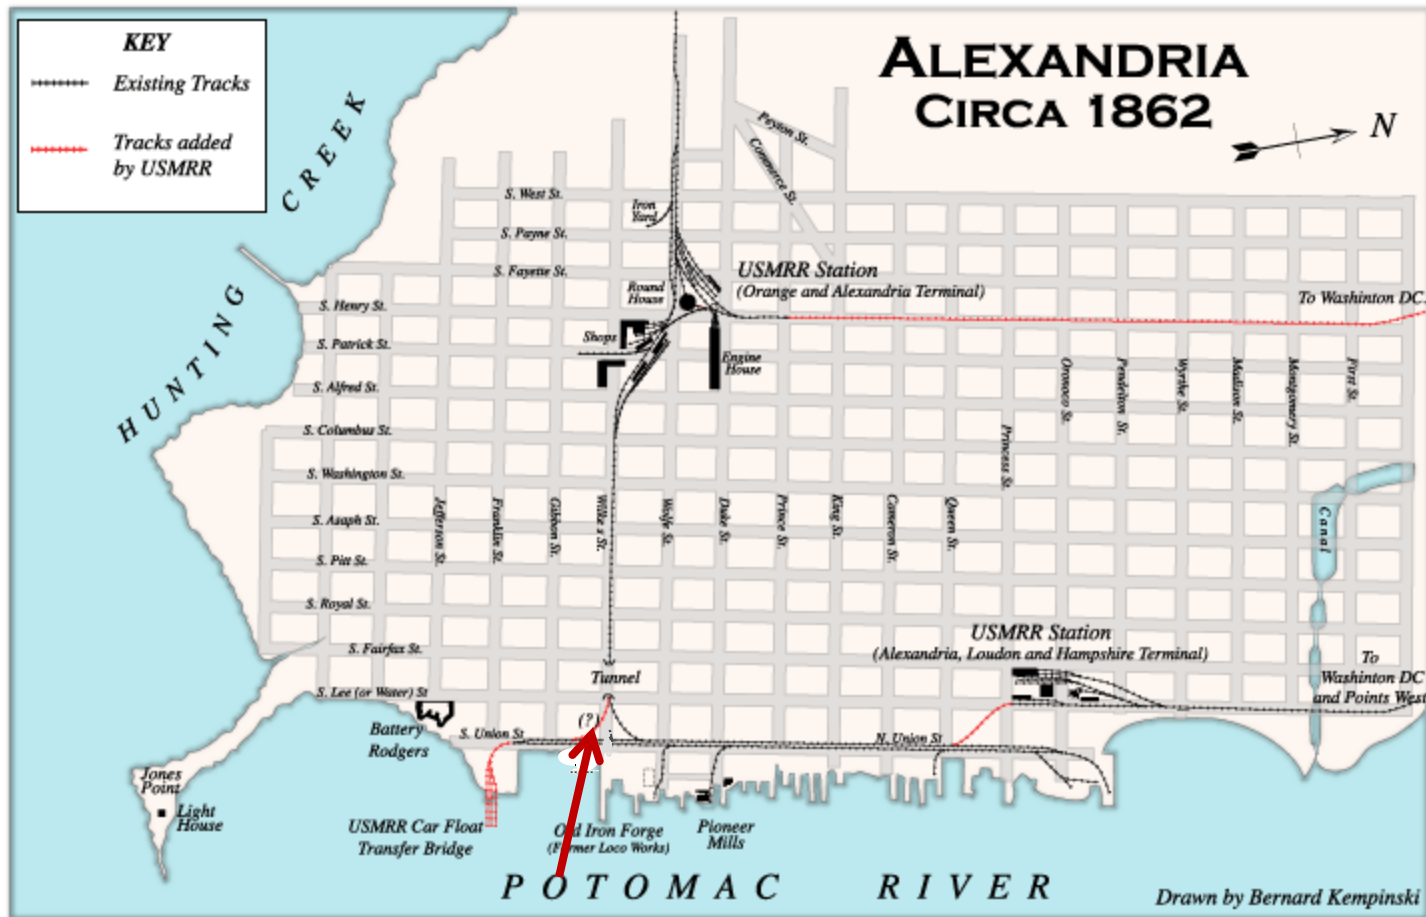 KEY
Existing Tracks
Tracks added
by USMRR
ALEXANDRIA
CIRCA 1862
N
HUNTING CREEK
Peyton St.
Commerce St.
S. West St.
Iron
Yard
S. Payne St.
S. Fayette St.
USMRR Station
(Orange and Alexandria Terminal)
Round
House
S. Henry St.
To Washinton DC.
Shops
S. Patrick St.
Engine
House
S. Alfred St.
Oronoco St.
Pendelton St.
Wythe St.
Madison St.
Montgomery St.
First St.
S. Columbus St.
Princess St.
S. Washington St.
Jefferson St.
Franklin St.
Gibbon St.
Wilkes St.
Wolfe St.
Duke St.
Prince St.
King St.
Cameron St.
Queen St.
Canal
S. Asaph St.
S. Pitt St.
S. Royal St.
S. Fairfax St.
USMRR Station
(Alexandria, Loudon and Hampshire Terminal)
To
Washinton DC
and Points West
Tunnel
S. Lee (or Water) St
(?)
Battery
Rodgers
S. Union St
N. Union St
Jones
Point
Light
House
USMRR Car Float
Transfer Bridge
Old Iron Forge
(Former Loco Works)
Pioneer
Mills
POTOMAC RIVER
Drawn by Bernard Kempinski